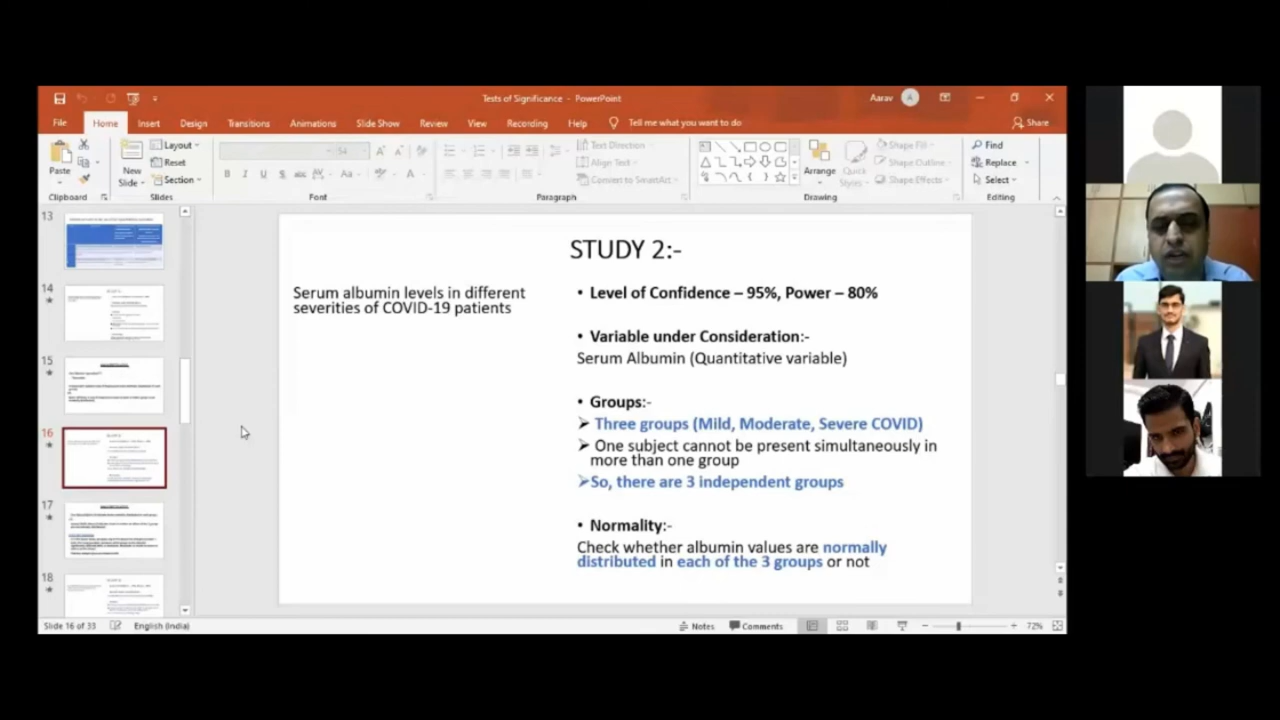 Tests of Significance - PowerPoint
Aarav
A
File
Home
Insert
Design
Transitions
Animations
Slide Show
Review
View
Recording
Help
Tell me what you want to do
Share
Paste
Clipboard
New
Slide
Layout
Reset
Section
Slides
54
B I U S abc
Aa
A
Font
Text Direction
Align Text
Convert to SmartArt
Paragraph
Arrange
Quick
Styles
Shape Fill
Shape Outline
Shape Effects
Drawing
Find
Replace
Select
Editing
13
14
15
16
17
18
STUDY 2:-
Serum albumin levels in different
severities of COVID-19 patients
• Level of Confidence – 95%, Power – 80%
• Variable under Consideration:-
Serum Albumin (Quantitative variable)
• Groups:-
➢ Three groups (Mild, Moderate, Severe COVID)
➢ One subject cannot be present simultaneously in
more than one group
➢So, there are 3 independent groups
• Normality:-
Check whether albumin values are normally
distributed in each of the 3 groups or not
Slide 16 of 33
English (India)
Notes
Comments
72%